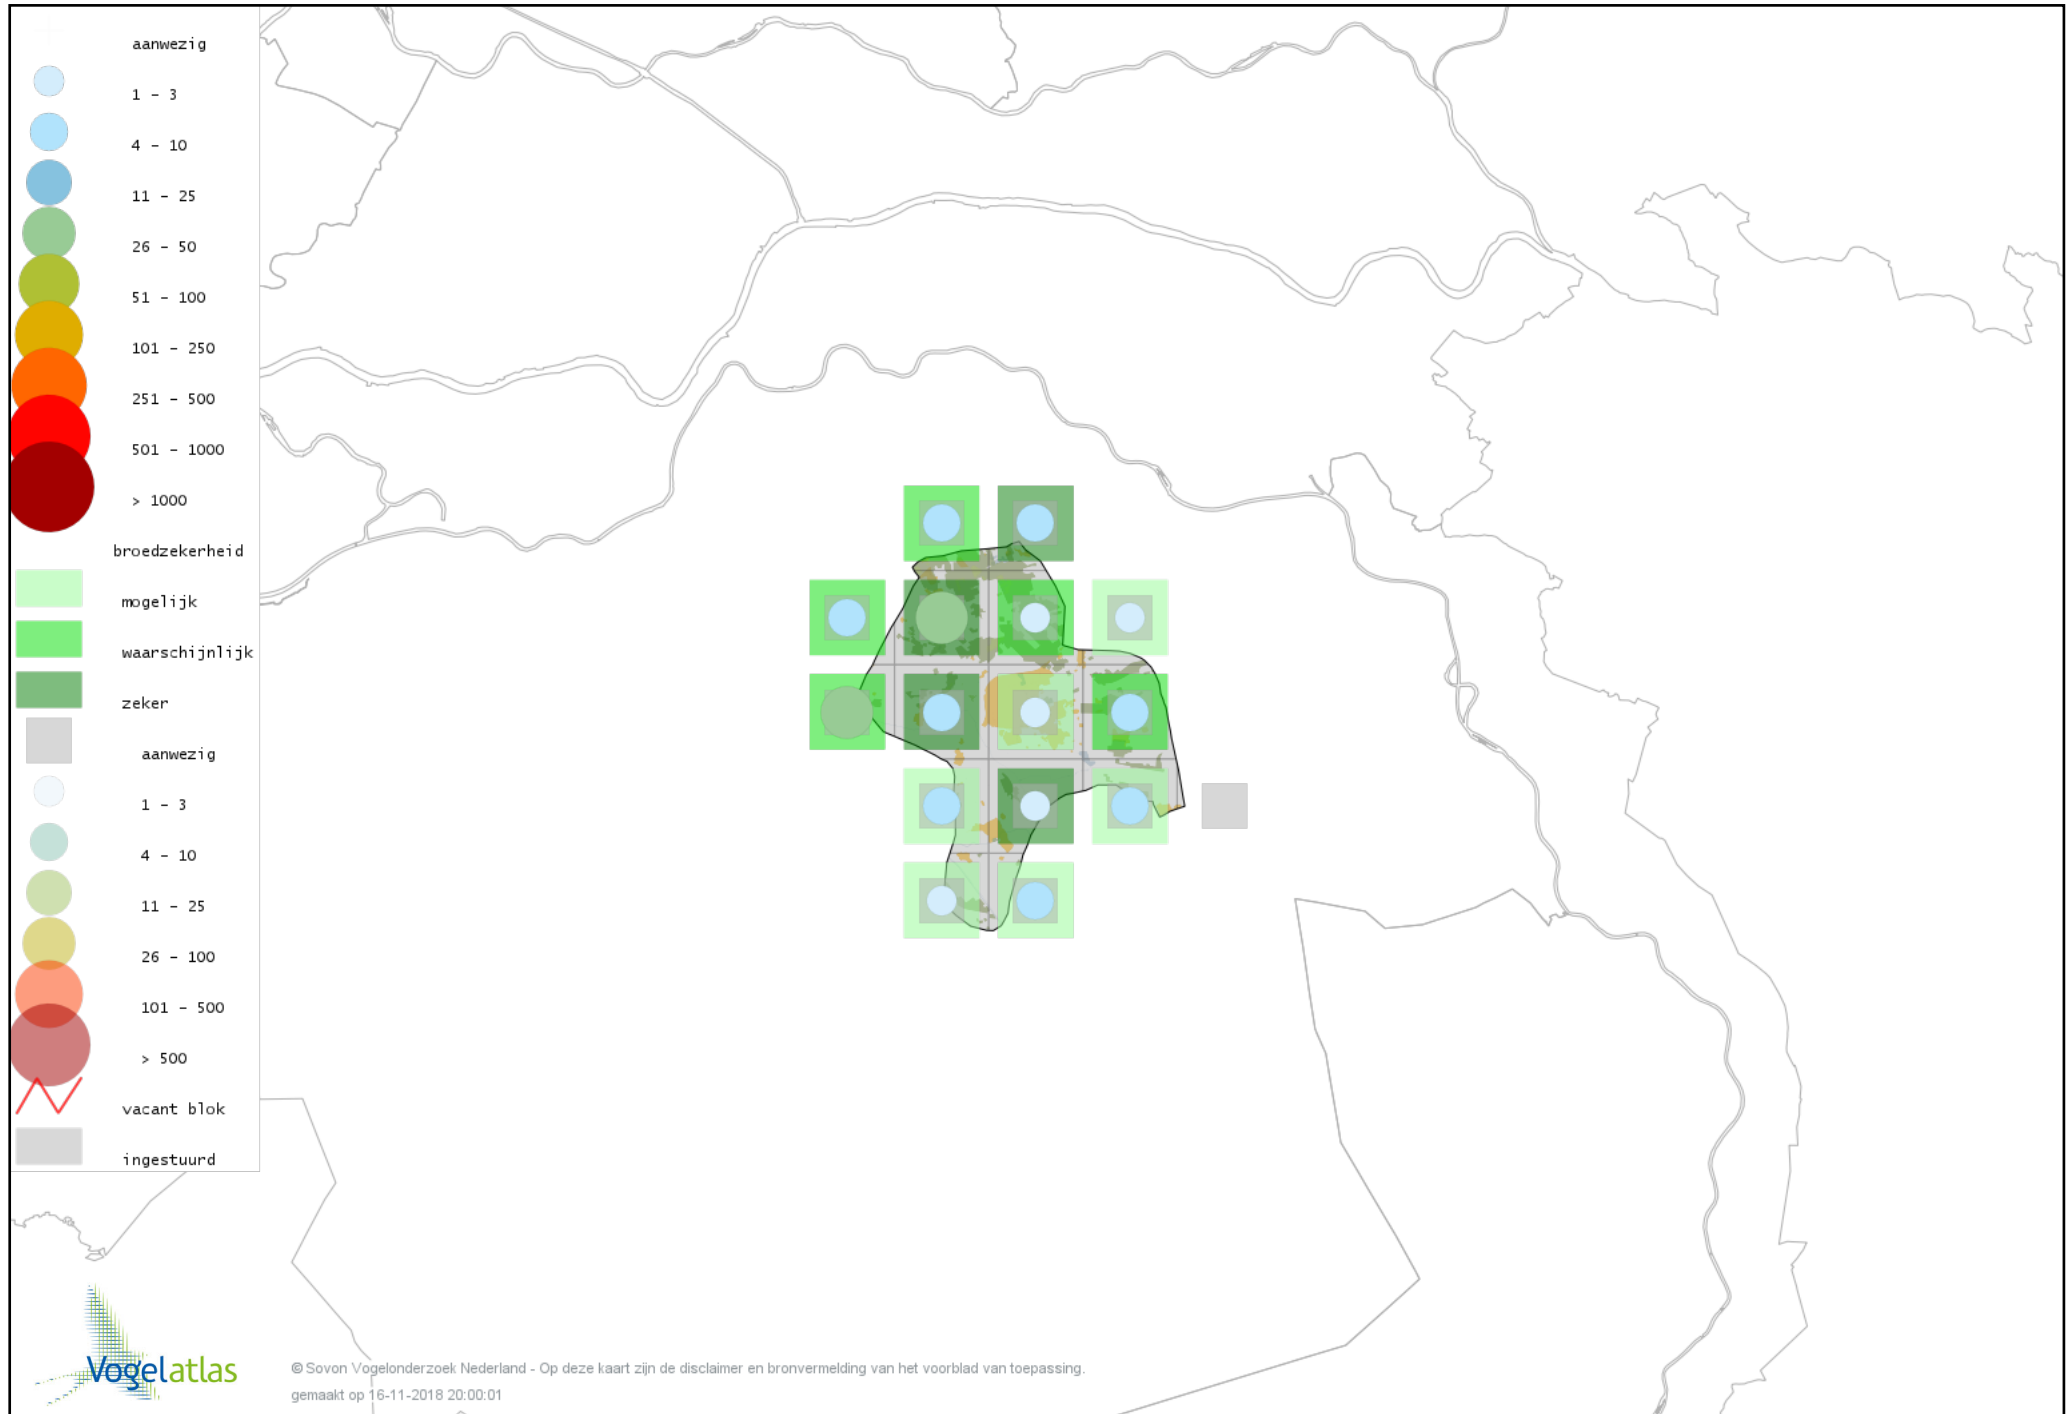 aanwezig
1 - 3
4 - 10
11 - 25
26 - 50
51 - 100
101 - 250
251 - 500
501 - 1000
> 1000
broedzekerheid
mogelijk
waarschijnlijk
zeker
aanwezig
1 - 3
4 - 10
11 - 25
26 - 100
101 - 500
> 500
vacant blok
ingestuurd
Vogelatlas
© Sovon Vogelonderzoek Nederland - Op deze kaart zijn de disclaimer en bronvermelding van het voorblad van toepassing.
gemaakt op 16-11-2018 20:00:01